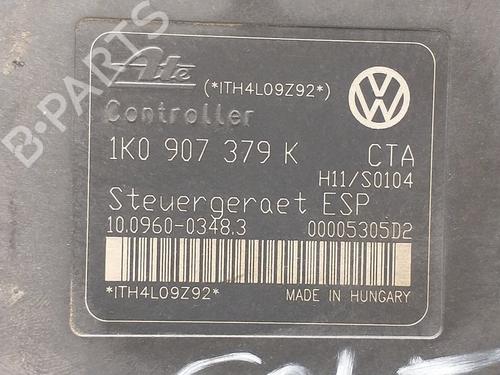 Ate (*ITH4L09Z92*)
Controller
1K0 907 379 K CTA
H11/S0104
Steuergeraet ESP
10.0960-0348.3 00005305D2
*ITH4L09Z92* MADE IN HUNGARY
B-PARTS